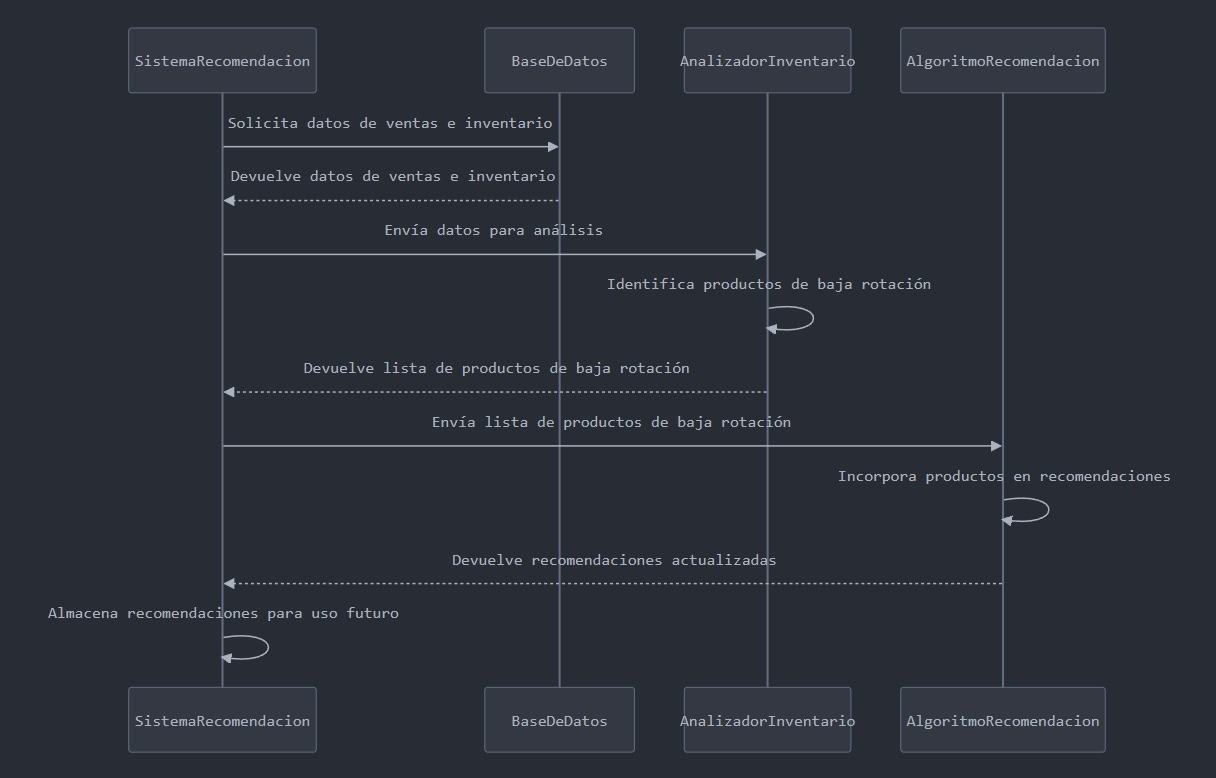 SistemaRecomendacion
BaseDeDatos
AnalizadorInventario
AlgoritmoRecomendacion
Solicita datos de ventas e inventario
Devuelve datos de ventas e inventario
Envía datos para análisis
Identifica productos de baja rotación
Devuelve lista de productos de baja rotación
Envía lista de productos de baja rotación
Incorpora productos en recomendaciones
Devuelve recomendaciones actualizadas
Almacena recomendaciones para uso futuro
SistemaRecomendacion
BaseDeDatos
AnalizadorInventario
AlgoritmoRecomendacion